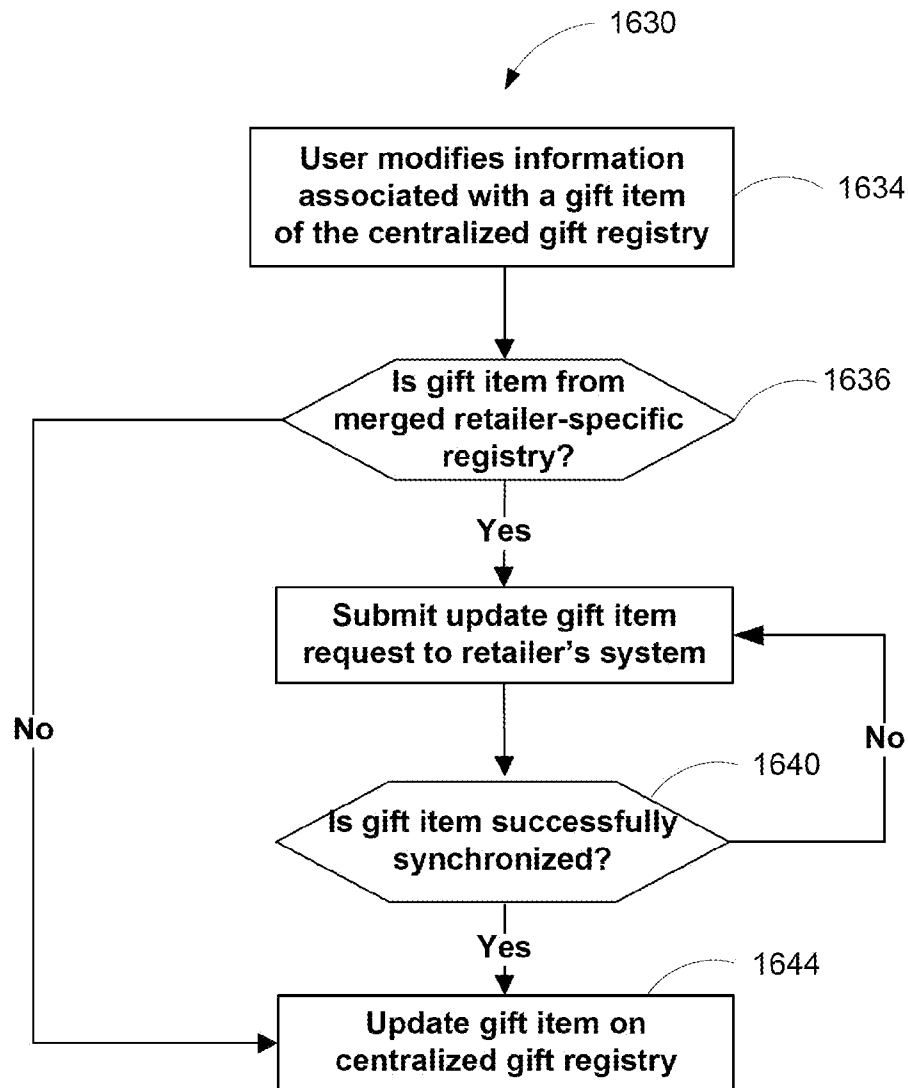 1630
User modifies information
associated with a gift item
of the centralized gift registry
1634
Is gift item from
merged retailer-specific
registry?
1636
Yes
Submit update gift item
request to retailer's system
No
No
1640
Is gift item successfully
synchronized?
Yes
1644
Update gift item on
centralized gift registry